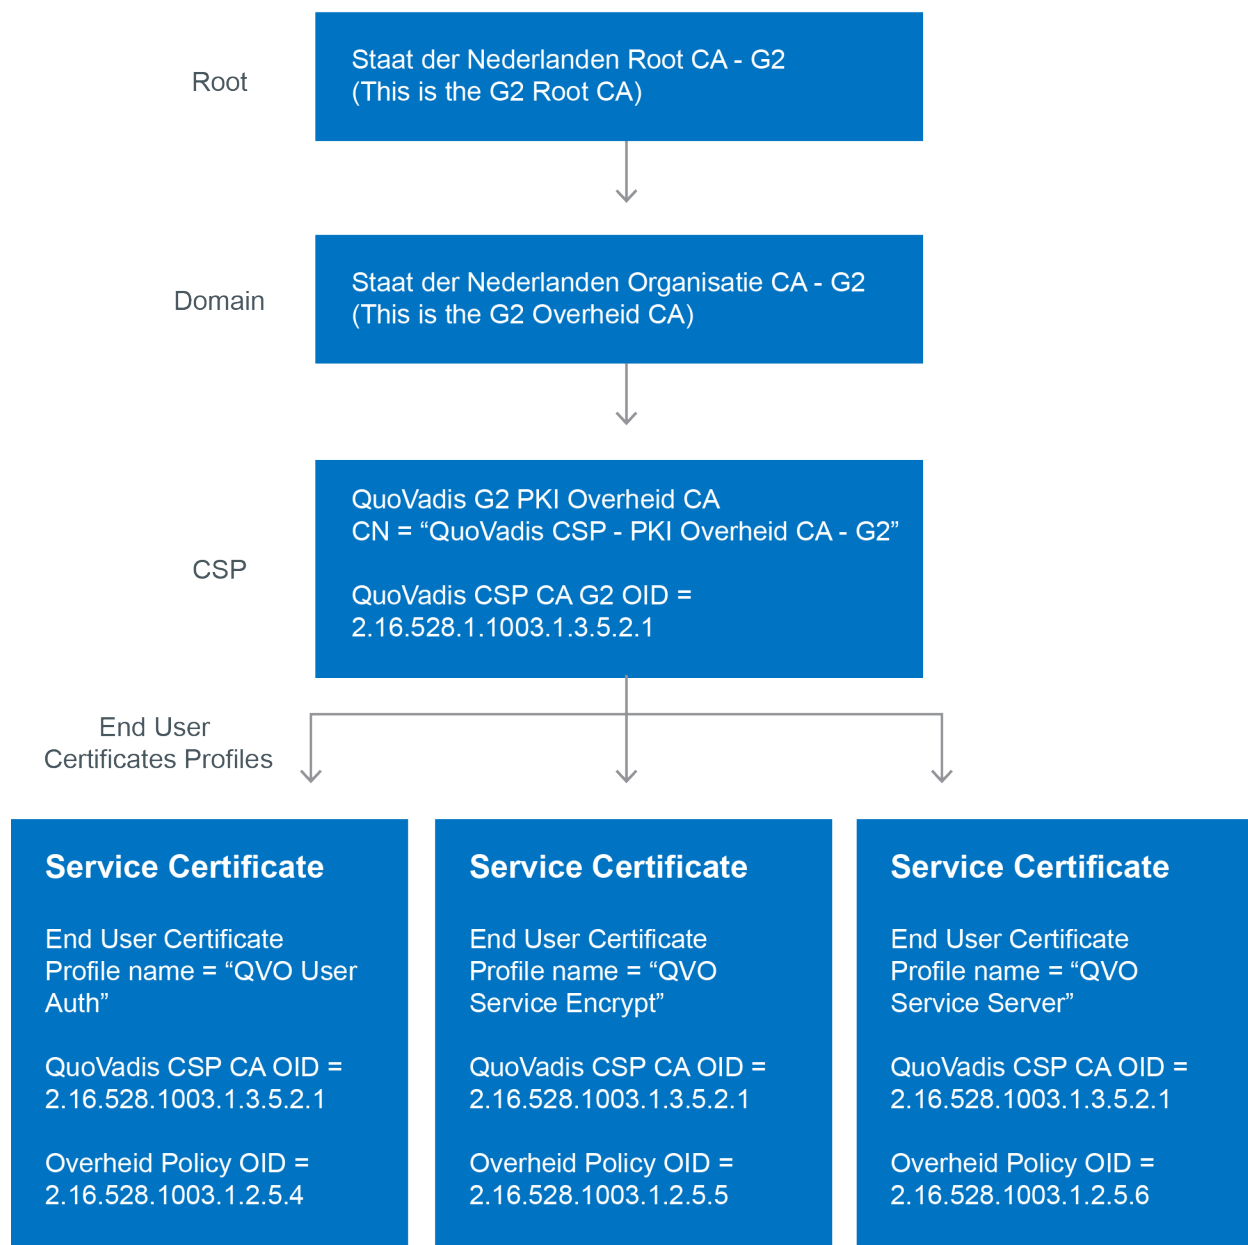 Root
Staat der Nederlanden Root CA - G2
(This is the G2 Root CA)
Domain
Staat der Nederlanden Organisatie CA - G2
(This is the G2 Overheid CA)
CSP
QuoVadis G2 PKI Overheid CA
CN = “QuoVadis CSP - PKI Overheid CA - G2”
QuoVadis CSP CA G2 OID =
2.16.528.1.1003.1.3.5.2.1
End User
Certificates Profiles
Service Certificate
End User Certificate
Profile name = “QVO User
Auth”
QuoVadis CSP CA OID =
2.16.528.1003.1.3.5.2.1
Overheid Policy OID =
2.16.528.1003.1.2.5.4
Service Certificate
End User Certificate
Profile name = “QVO
Service Encrypt”
QuoVadis CSP CA OID =
2.16.528.1003.1.3.5.2.1
Overheid Policy OID =
2.16.528.1003.1.2.5.5
Service Certificate
End User Certificate
Profile name = “QVO
Service Server”
QuoVadis CSP CA OID =
2.16.528.1003.1.3.5.2.1
Overheid Policy OID =
2.16.528.1003.1.2.5.6